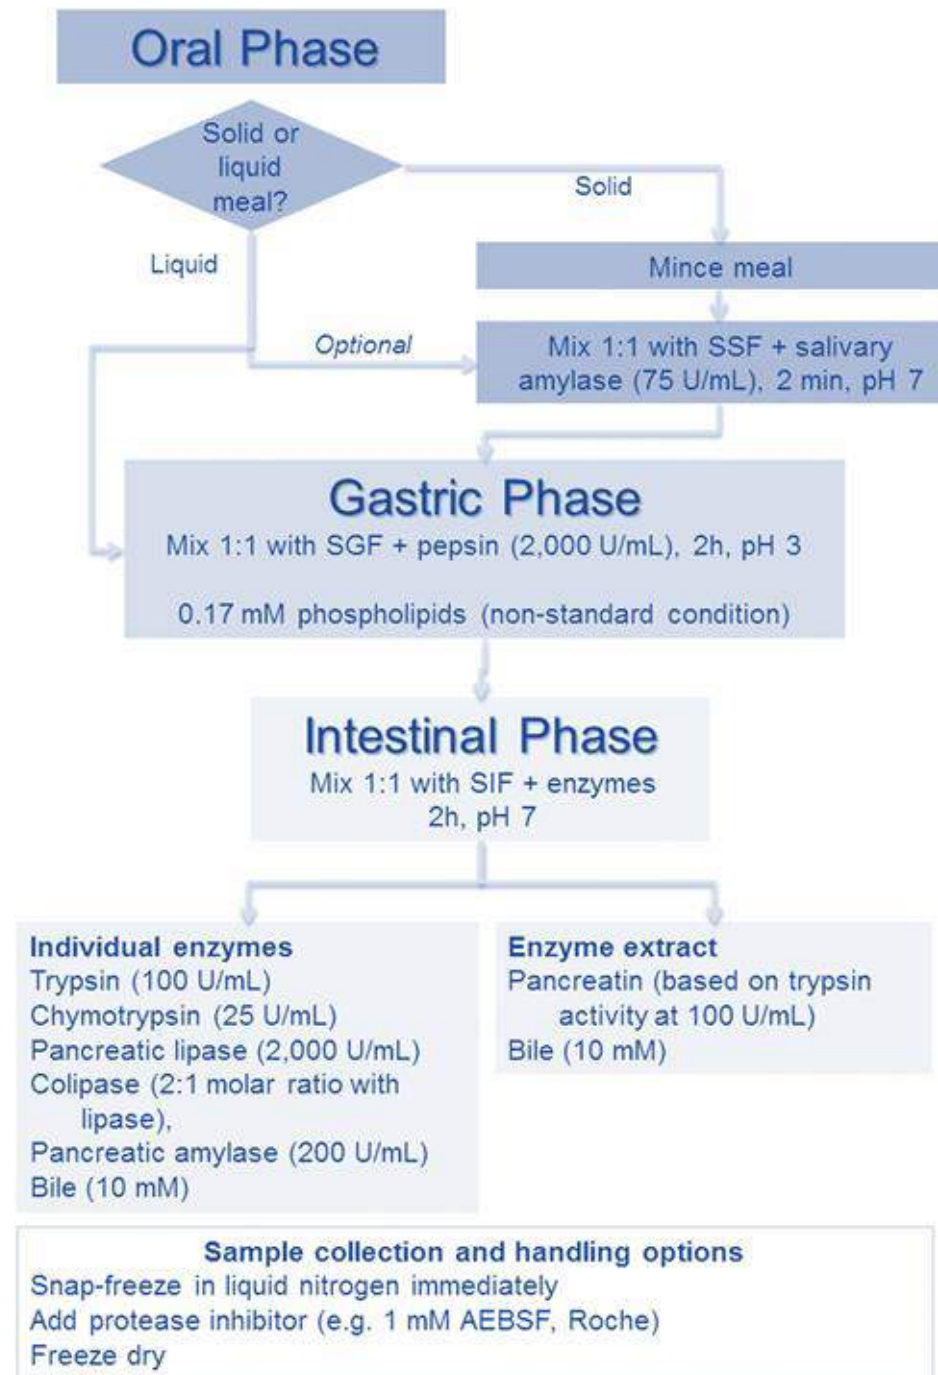 Oral Phase
Solid or
liquid
meal?
Solid
Liquid
Mince meal
Optional
Mix 1:1 with SSF + salivary
amylase (75 U/mL), 2 min, pH 7
Gastric Phase
Mix 1:1 with SGF + pepsin (2,000 U/mL), 2h, pH 3
0.17 mM phospholipids (non-standard condition)
Intestinal Phase
Mix 1:1 with SIF + enzymes
2h, pH 7
Individual enzymes
Trypsin (100 U/mL)
Chymotrypsin (25 U/mL)
Pancreatic lipase (2,000 U/mL)
Colipase (2:1 molar ratio with
lipase),
Pancreatic amylase (200 U/mL)
Bile (10 mM)
Enzyme extract
Pancreatin (based on trypsin
activity at 100 U/mL)
Bile (10 mM)
Sample collection and handling options
Snap-freeze in liquid nitrogen immediately
Add protease inhibitor (e.g. 1 mM AEBSF, Roche)
Freeze dry